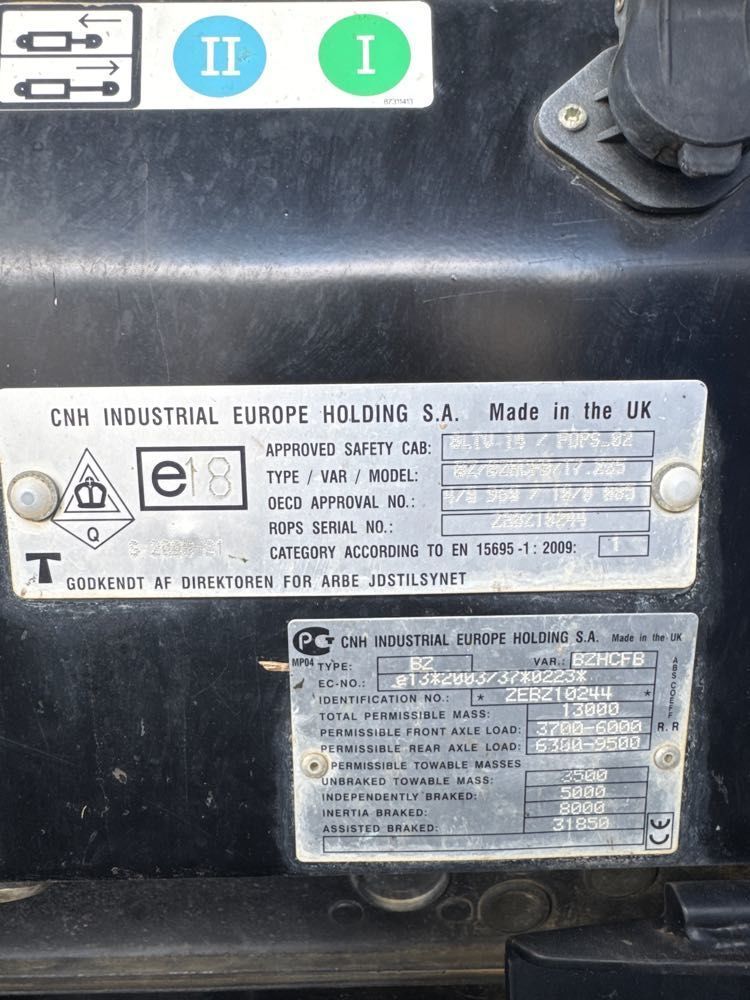 II
I
87311413
CNH INDUSTRIAL EUROPE HOLDING S.A. Made in the UK
e18
APPROVED SAFETY CAB:
TYPE / VAR / MODEL:
OECD APPROVAL NO.:
ROPS SERIAL NO.: ZEBZ10244
CATEGORY ACCORDING TO EN 15695-1: 2009: 1
Q
T GODKENDT AF DIREKTOREN FOR ARBE JDSTILSYNET
CNH INDUSTRIAL EUROPE HOLDING S.A. Made in the UK
MP04 TYPE: BZ VAR.: BZHCFB
EC-NO.: e13*2003/37*0223*
IDENTIFICATION NO.: * ZEBZ10244 *
TOTAL PERMISSIBLE MASS: 13000
PERMISSIBLE FRONT AXLE LOAD: 3700-6000 R.R
PERMISSIBLE REAR AXLE LOAD: 6300-9500
PERMISSIBLE TOWABLE MASSES
UNBRAKED TOWABLE MASS: 3500
INDEPENDENTLY BRAKED: 5000
INERTIA BRAKED: 8000
ASSISTED BRAKED: 31850
CE